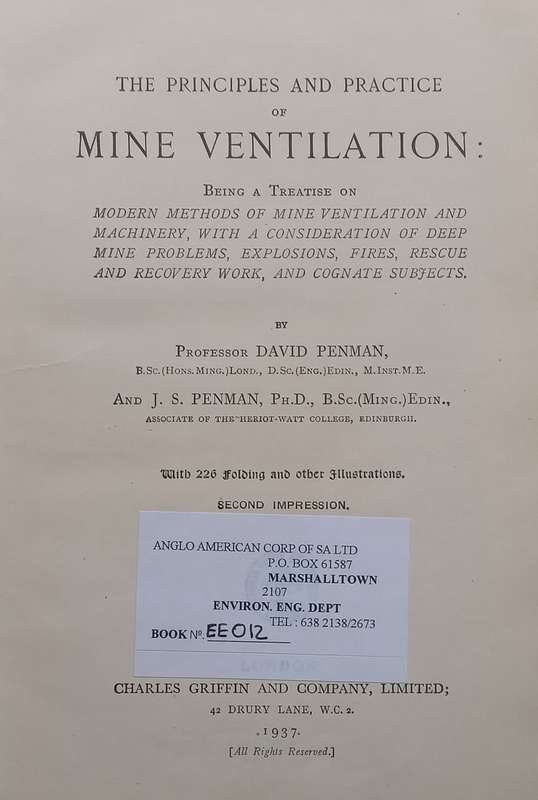 THE PRINCIPLES AND PRACTICE
OF
MINE VENTILATION:
BEING A TREATISE ON
MODERN METHODS OF MINE VENTILATION AND
MACHINERY, WITH A CONSIDERATION OF DEEP
MINE PROBLEMS, EXPLOSIONS, FIRES, RESCUE
AND RECOVERY WORK, AND COGNATE SUBJECTS.
BY
PROFESSOR DAVID PENMAN,
B.SC.(HONS.MING.)LOND., D.SC.(ENG.)EDIN., M.INST.M.E.
AND J. S. PENMAN, PH.D., B.SC.(MING.)EDIN.,
ASSOCIATE OF THE HERIOT-WATT COLLEGE, EDINBURGH.
With 226 Folding and other Illustrations.
SECOND IMPRESSION.
ANGLO AMERICAN CORP OF SA LTD
P.O. BOX 61587
MARSHALLTOWN
2107
ENVIRON. ENG. DEPT
TEL : 638 2138/2673
BOOK Nº. EE012
CHARLES GRIFFIN AND COMPANY, LIMITED;
42 DRURY LANE, W.C. 2.
1937.
[All Rights Reserved.]